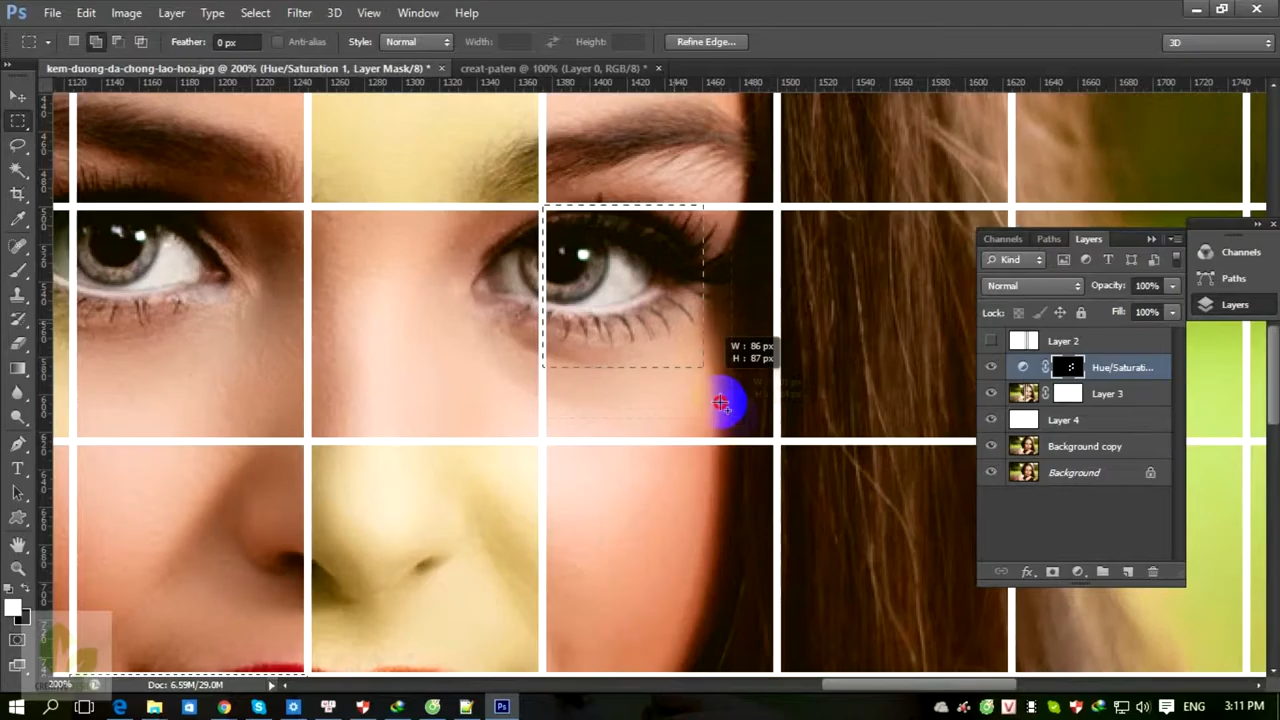 Ps File Edit Image Layer Type Select Filter 3D View Window Help
Feather: 0 px Anti-alias Style: Normal Width: Height: Refine Edge... 3D
kem-duong-da-chong-lao-hoa.jpg @ 200% (Hue/Saturation 1, Layer Mask/8) * × creat-paten @ 100% (Layer 0, RGB/8) * ×
1120 1140 1160 1180 1200 1220 1240 1260 1280 1300 1320 1340 1360 1380 1400 1420 1440 1460 1480 1500 1520 1540 1560 1580 1600 1620 1640 1660 1680 1700 1720 1740
W : 86 px
H : 87 px
Channels Paths Layers
Kind
Normal Opacity: 100%
Lock: Fill: 100%
Layer 2
Hue/Saturati...
Layer 3
Layer 4
Background copy
Background
fx
Channels
Paths
Layers
200% Doc: 6.59M/29.0M
ENG 3:11 PM